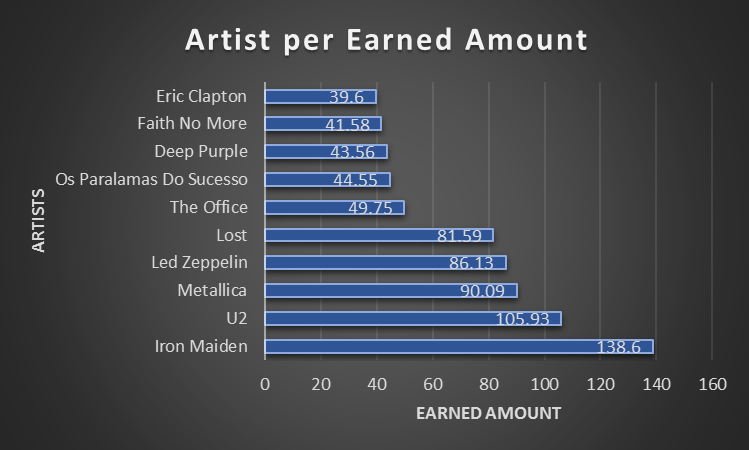 Artist per Earned Amount
ARTISTS
Eric Clapton 39.6
Faith No More 41.58
Deep Purple 43.56
Os Paralamas Do Sucesso 44.55
The Office 49.75
Lost 81.59
Led Zeppelin 86.13
Metallica 90.09
U2 105.93
Iron Maiden 138.6
0 20 40 60 80 100 120 140 160
EARNED AMOUNT